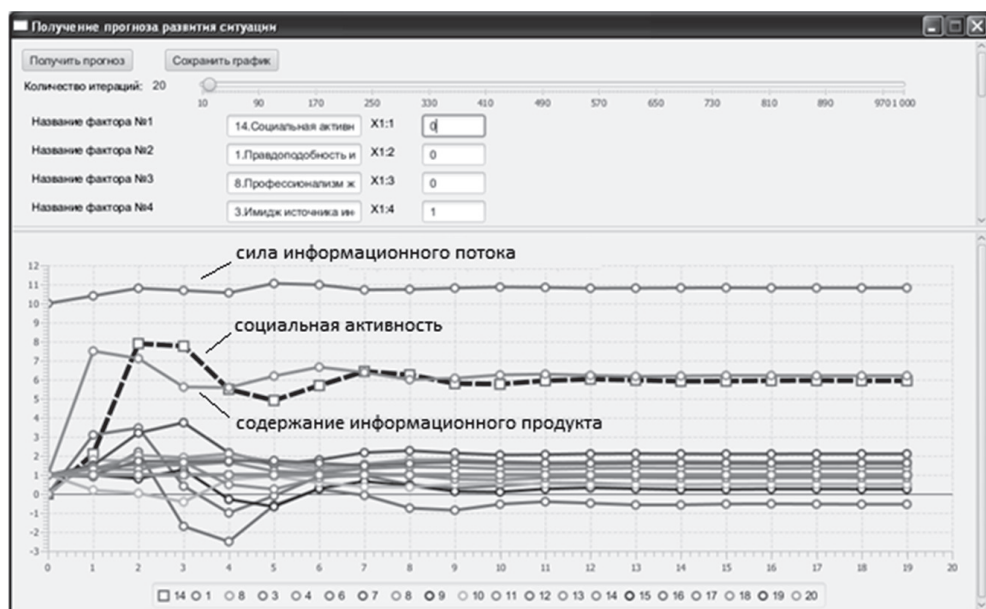 Получение прогноза развития ситуации
Получить прогноз Сохранить график
Количество итераций: 20
10 90 170 250 330 410 490 570 650 730 810 890 970 1 000
Название фактора №1 14.Социальная активн X1:1 0
Название фактора №2 1.Правдоподобность и X1:2 0
Название фактора №3 8.Профессионализм ж X1:3 0
Название фактора №4 3.Имидж источника ин X1:4 1
12
11
10
9
8
7
6
5
4
3
2
1
0
-1
-2
-3
сила информационного потока
социальная активность
содержание информационного продукта
0 1 2 3 4 5 6 7 8 9 10 11 12 13 14 15 16 17 18 19 20
14 1 8 3 4 6 7 8 9 10 11 12 13 14 15 16 17 18 19 20